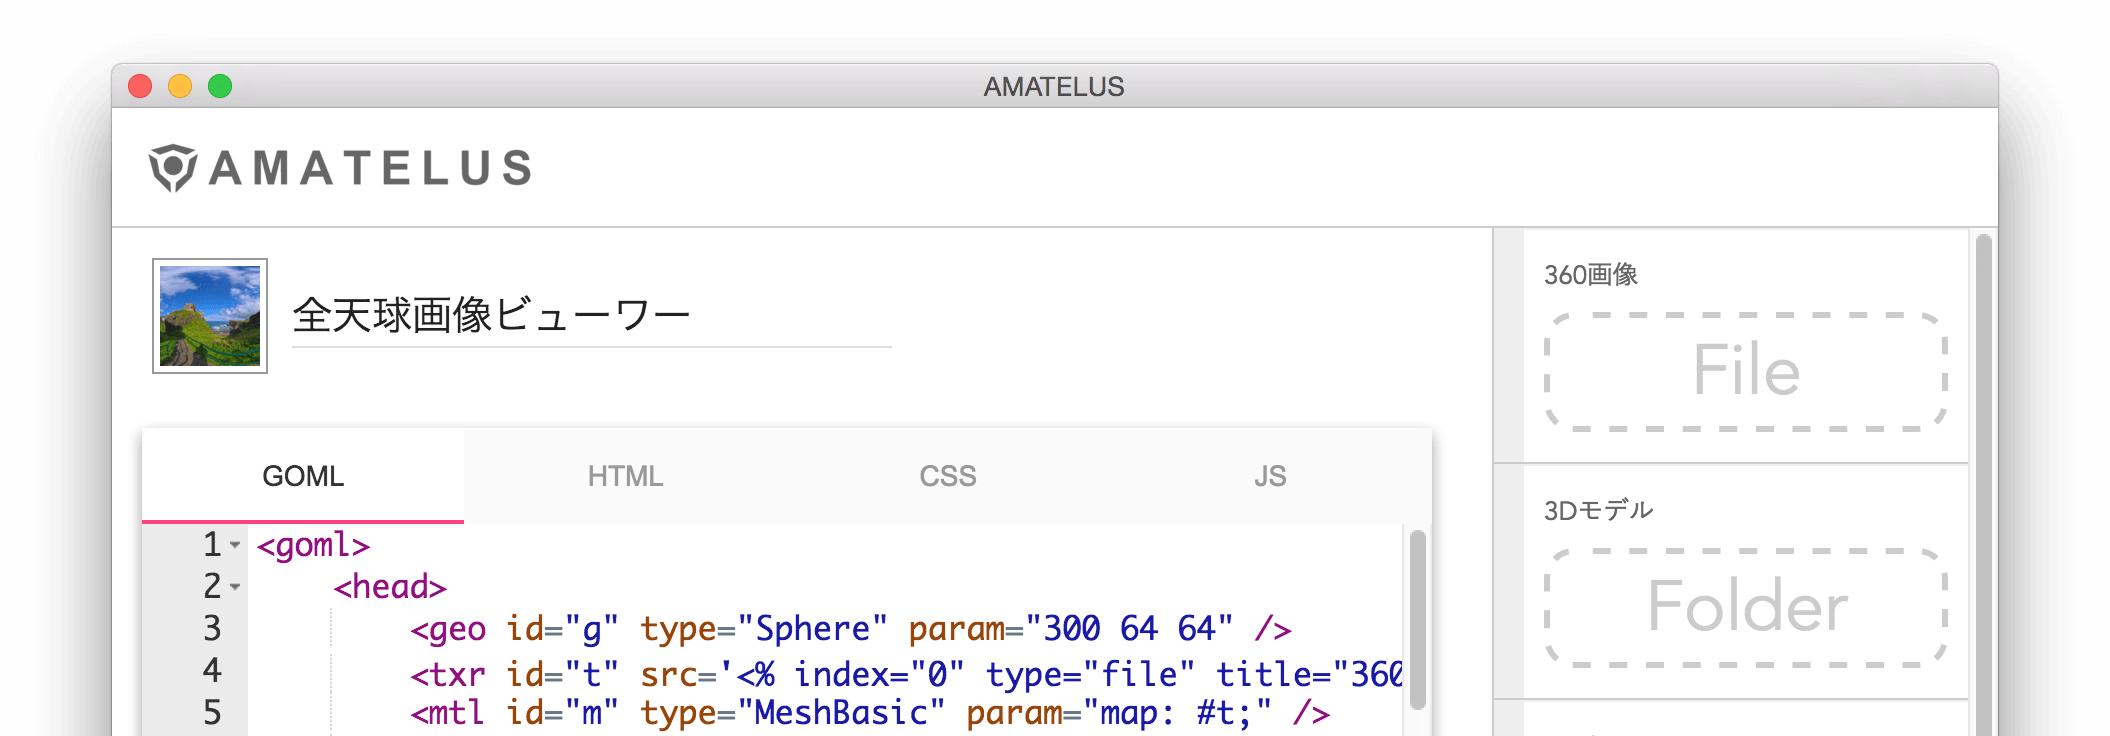 AMATELUS
AMATELUS
全天球画像ビューワー
GOML HTML CSS JS
1 <goml>
2 <head>
3 <geo id="g" type="Sphere" param="300 64 64" />
4 <txr id="t" src='<% index="0" type="file" title="360
5 <mtl id="m" type="MeshBasic" param="map: #t;" />
360画像
File
3Dモデル
Folder